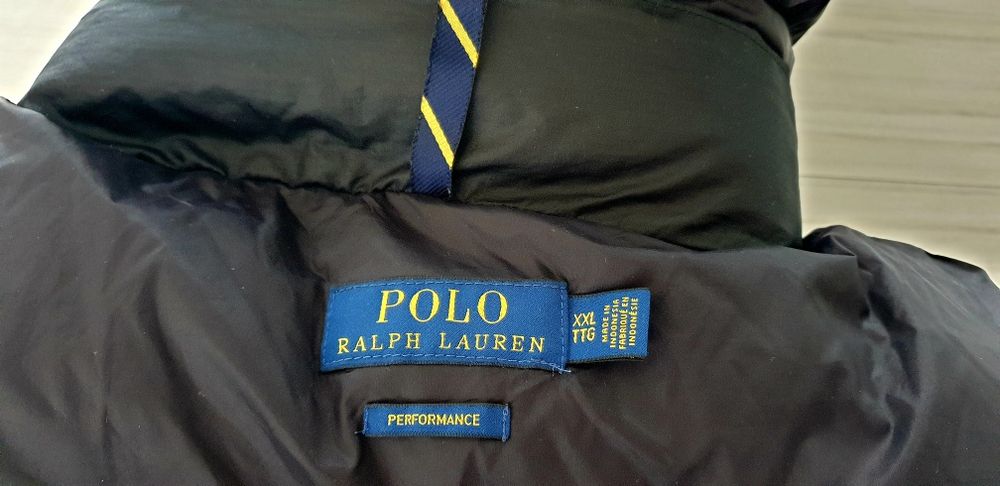 POLO
RALPH LAUREN
XXL
TTG
MADE IN
INDONESIA
FABRIQUÉ EN
INDONÉSIE
PERFORMANCE